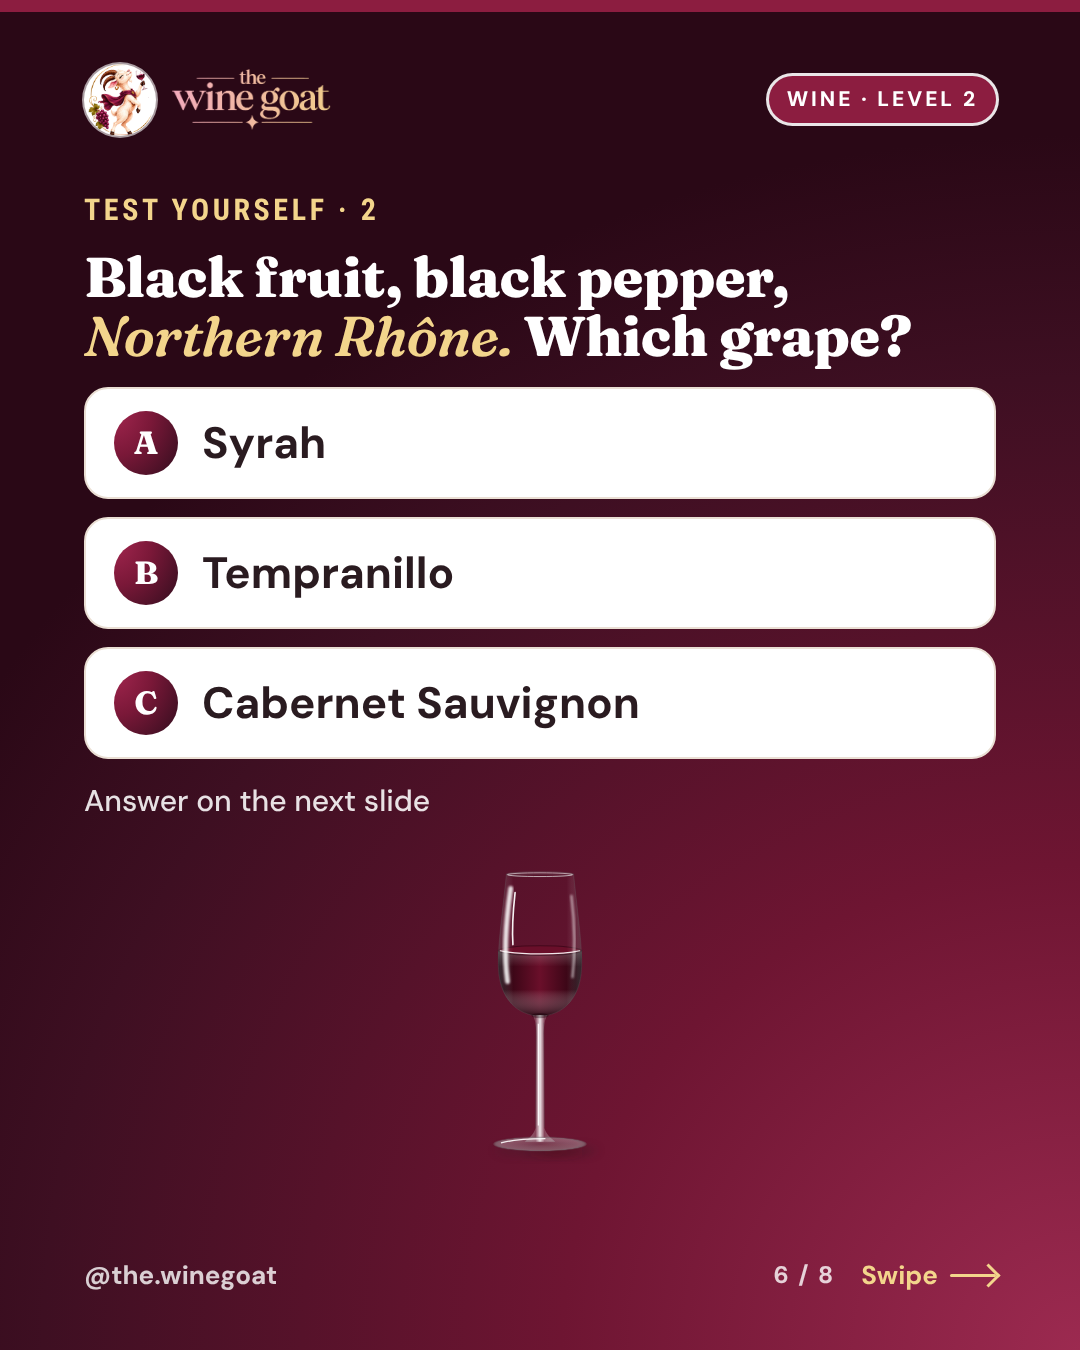 the
wine goat
WINE · LEVEL 2
TEST YOURSELF · 2
Black fruit, black pepper,
Northern Rhône. Which grape?
A Syrah
B Tempranillo
C Cabernet Sauvignon
Answer on the next slide
@the.winegoat
6 / 8 Swipe